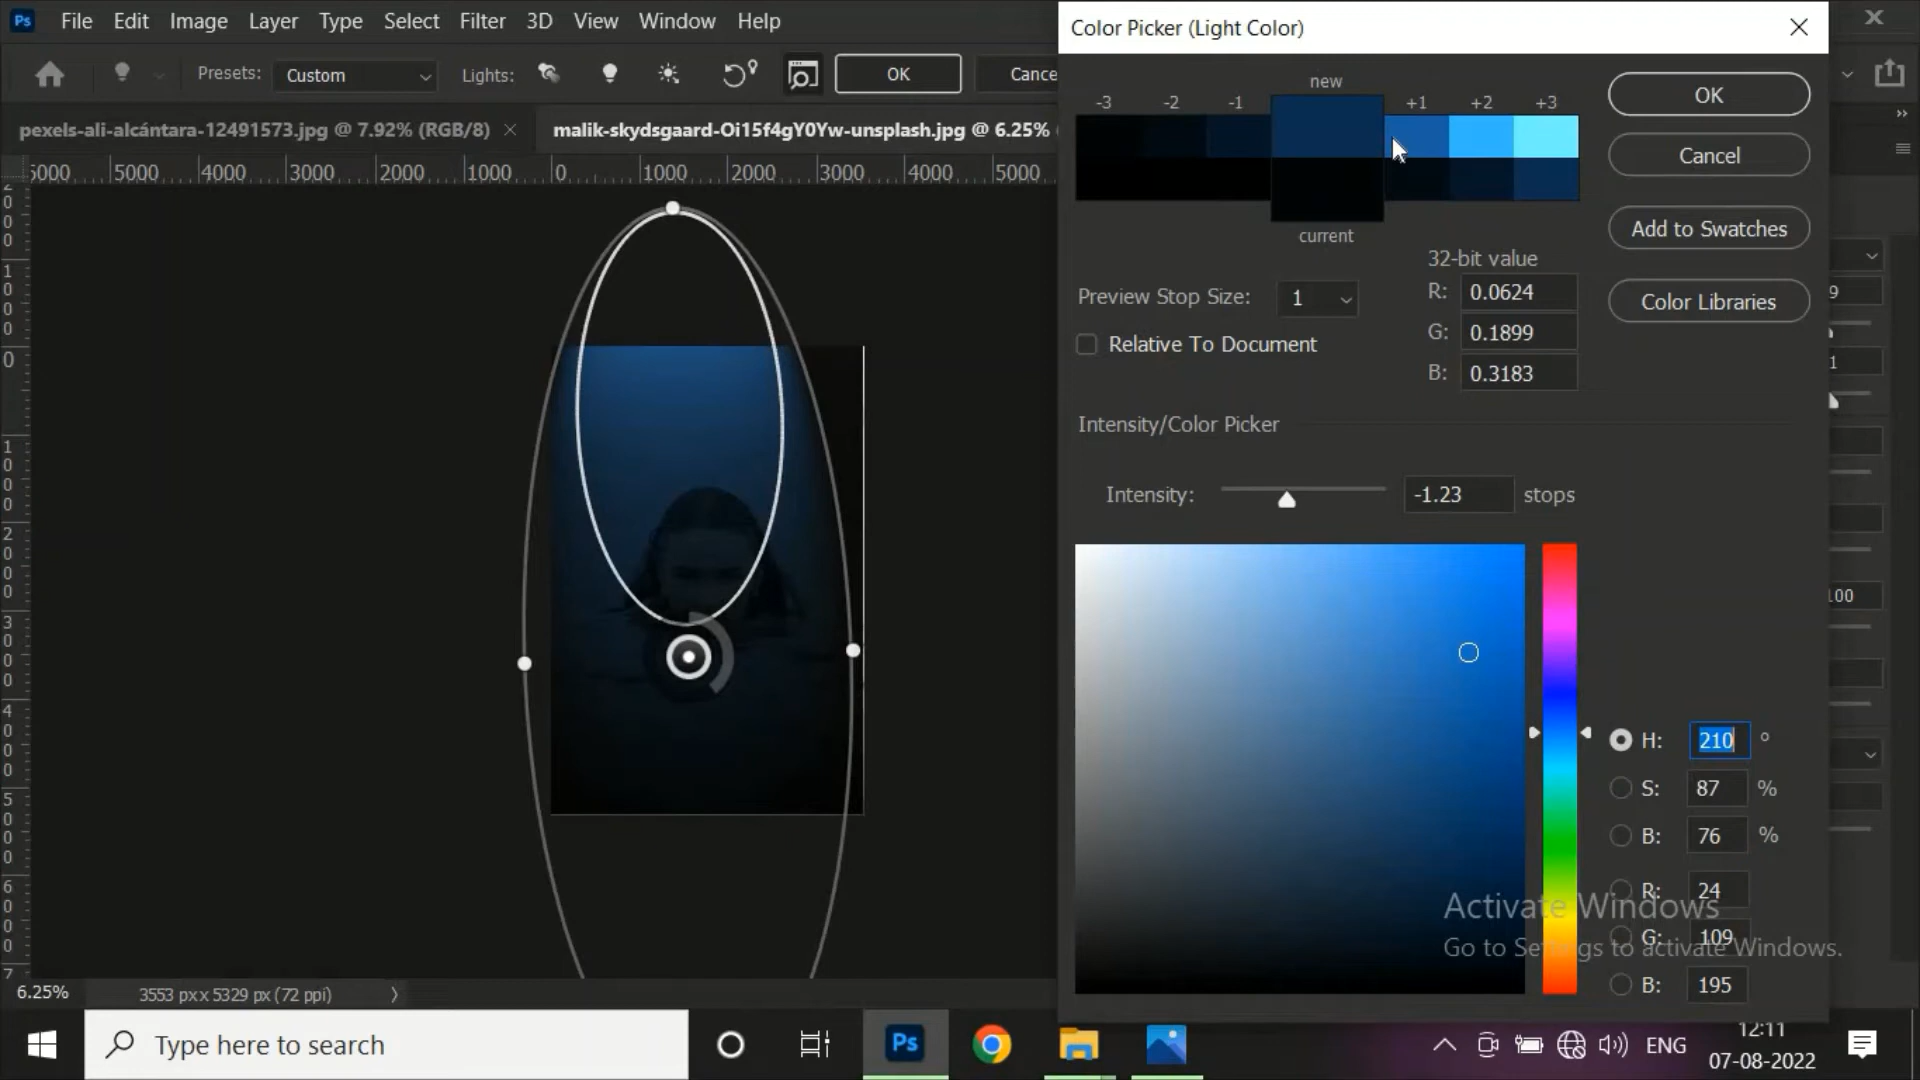 Ps File Edit Image Layer Type Select Filter 3D View Window Help
Presets: Custom Lights: OK Cance
pexels-ali-alcántara-12491573.jpg @ 7.92% (RGB/8) × malik-skydsgaard-Oi15f4gY0Yw-unsplash.jpg @ 6.25%
5000 5000 4000 3000 2000 1000 0 1000 2000 3000 4000 5000
Color Picker (Light Color)
new
-3 -2 -1 +1 +2 +3
current
OK
Cancel
Add to Swatches
Color Libraries
32-bit value
Preview Stop Size: 1
R: 0.0624
G: 0.1899
B: 0.3183
Relative To Document
Intensity/Color Picker
Intensity: -1.23 stops
H: 210 °
S: 87 %
B: 76 %
R: 24
G: 109
B: 195
9
1
100
Activate Windows
Go to Settings to activate Windows.
6.25% 3553 px x 5329 px (72 ppi)
Type here to search
Ps
ENG
12:11
07-08-2022